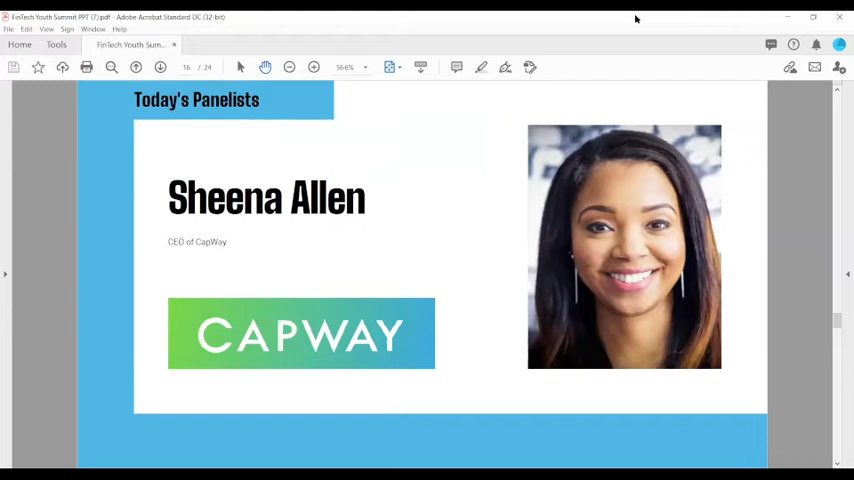 FinTech Youth Summit PPT (7).pdf - Adobe Acrobat Standard DC (32-bit)
File Edit View Sign Window Help
Home Tools FinTech Youth Sum... ×
16 / 24 56.6%
Today's Panelists
Sheena Allen
CEO of CapWay
CAPWAY